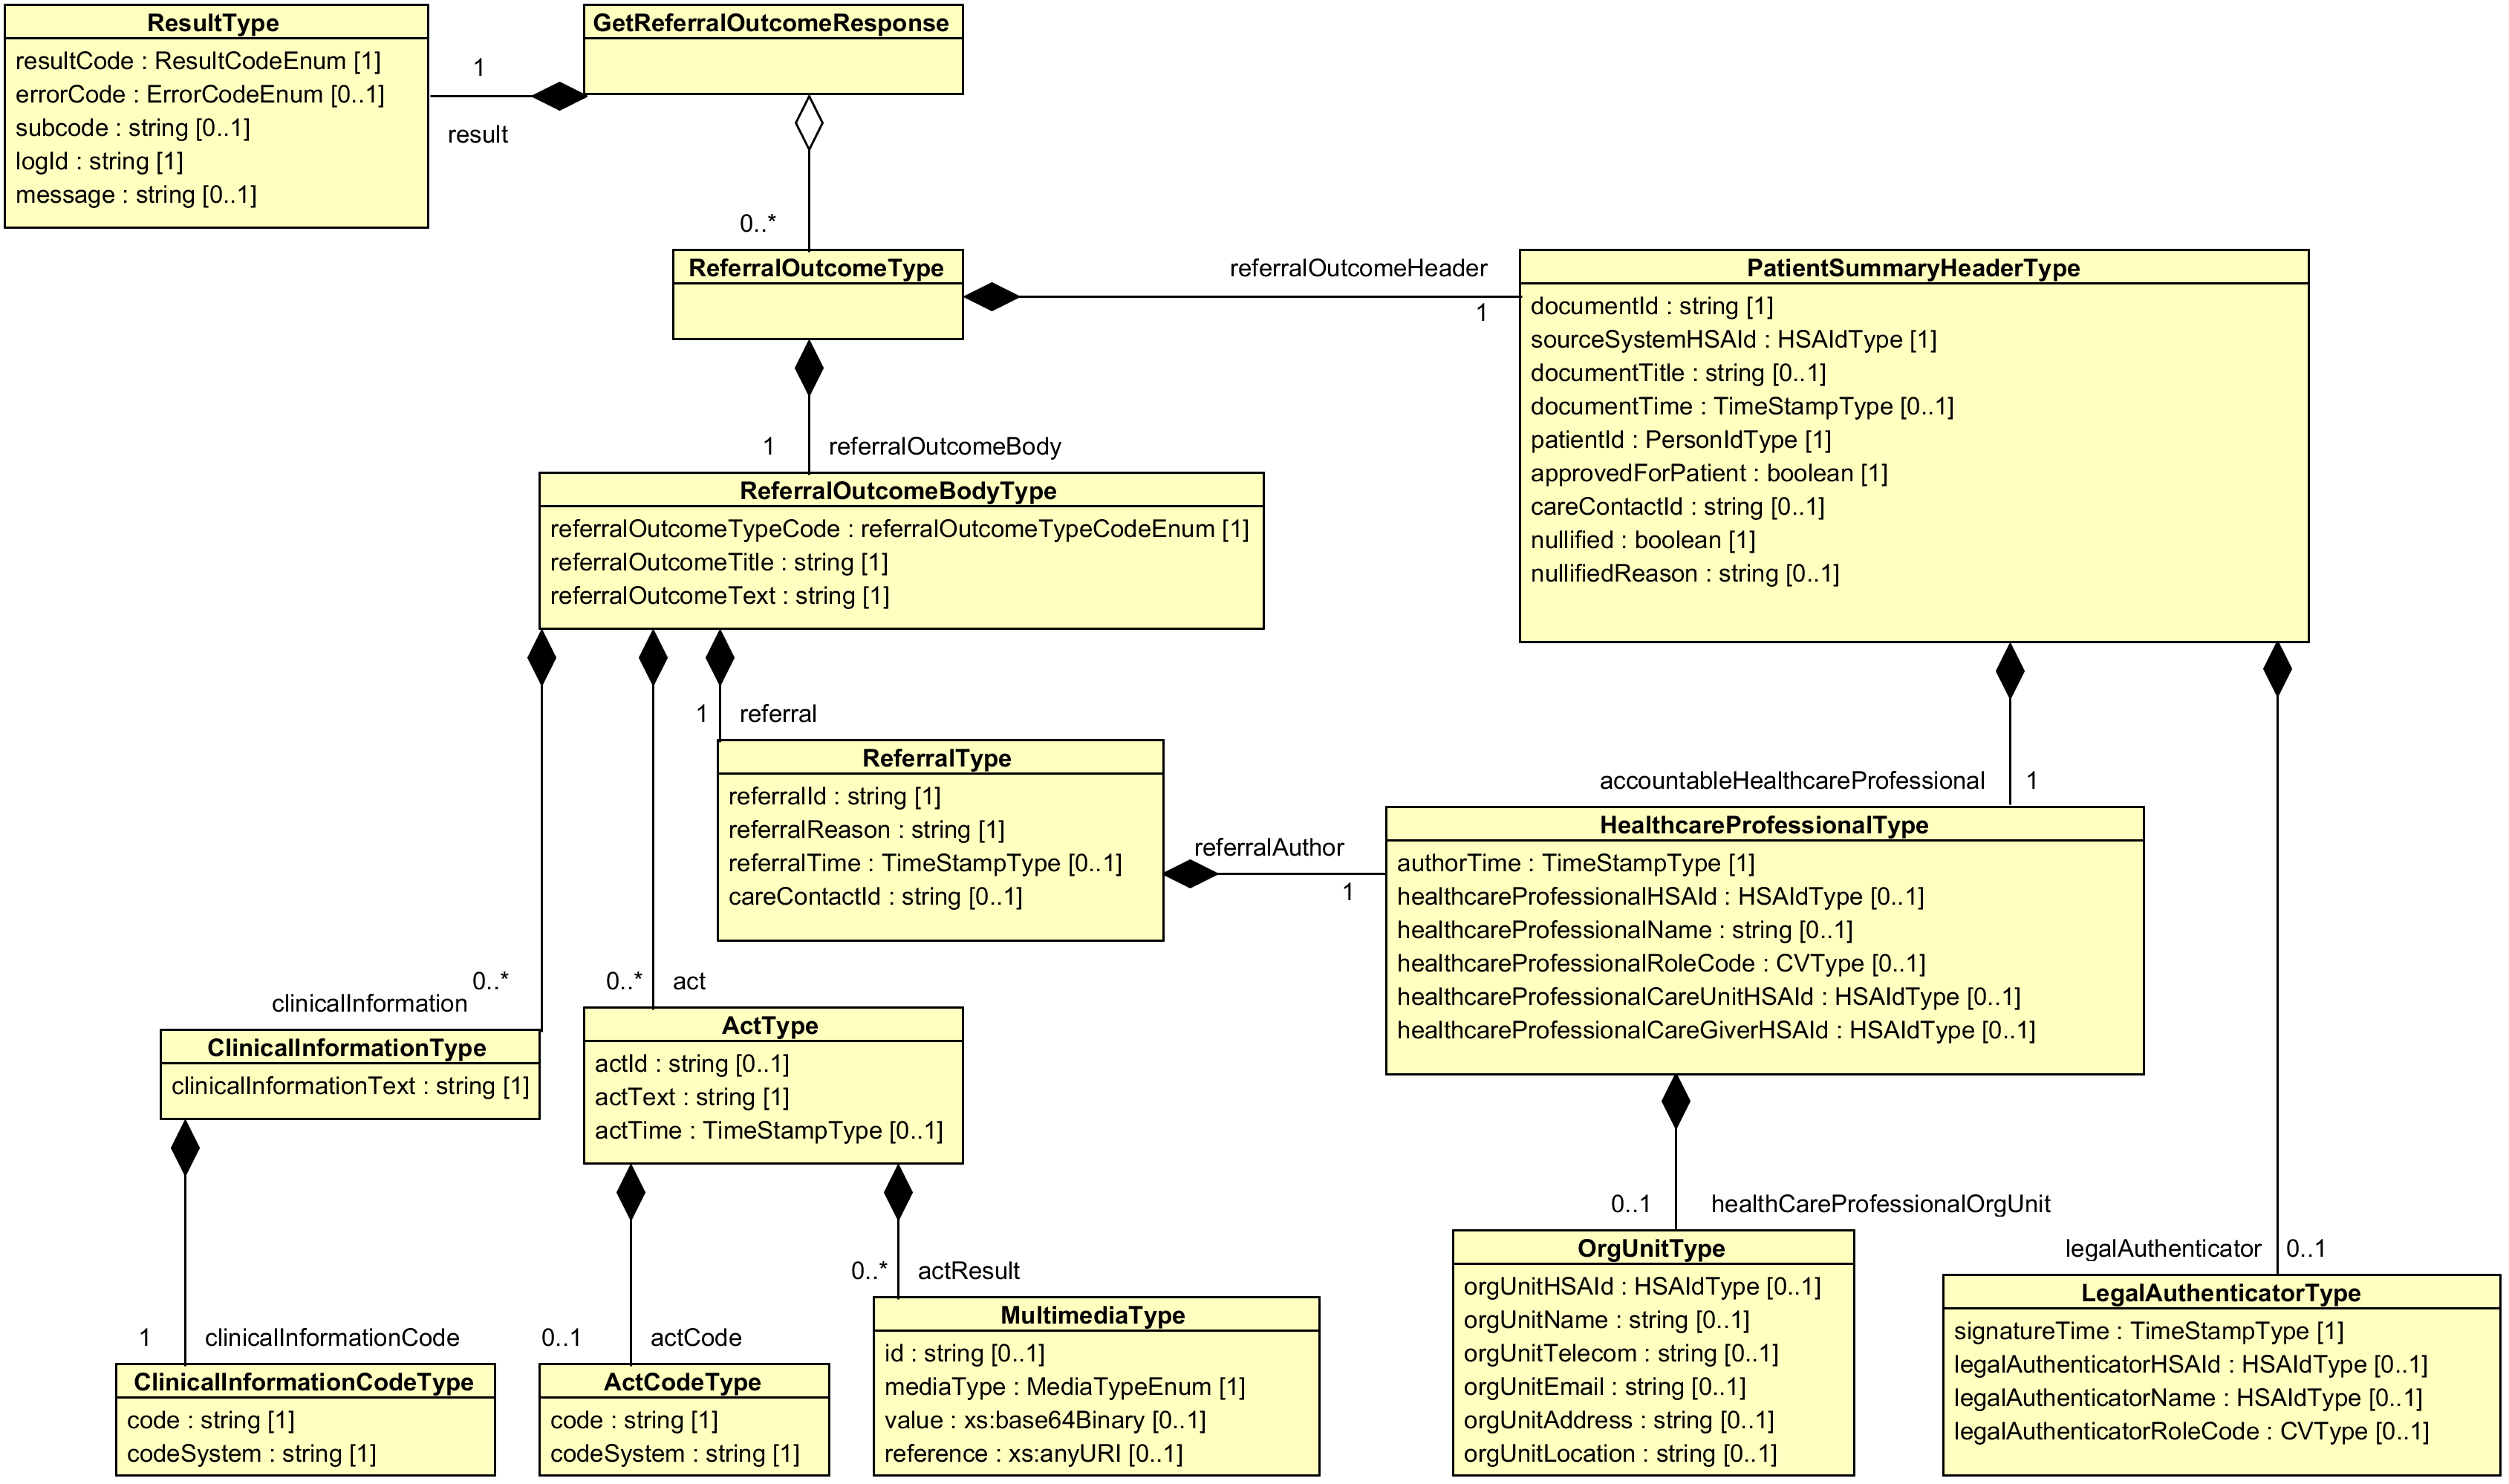 ResultType
resultCode : ResultCodeEnum [1]
errorCode : ErrorCodeEnum [0..1]
subcode : string [0..1]
logId : string [1]
message : string [0..1]
1
result
GetReferralOutcomeResponse
0..*
ReferralOutcomeType
referralOutcomeHeader
1
PatientSummaryHeaderType
documentId : string [1]
sourceSystemHSAId : HSAIdType [1]
documentTitle : string [0..1]
documentTime : TimeStampType [0..1]
patientId : PersonIdType [1]
approvedForPatient : boolean [1]
careContactId : string [0..1]
nullified : boolean [1]
nullifiedReason : string [0..1]
1
referralOutcomeBody
ReferralOutcomeBodyType
referralOutcomeTypeCode : referralOutcomeTypeCodeEnum [1]
referralOutcomeTitle : string [1]
referralOutcomeText : string [1]
1
referral
ReferralType
referralId : string [1]
referralReason : string [1]
referralTime : TimeStampType [0..1]
careContactId : string [0..1]
referralAuthor
1
accountableHealthcareProfessional
1
HealthcareProfessionalType
authorTime : TimeStampType [1]
healthcareProfessionalHSAId : HSAIdType [0..1]
healthcareProfessionalName : string [0..1]
healthcareProfessionalRoleCode : CVType [0..1]
healthcareProfessionalCareUnitHSAId : HSAIdType [0..1]
healthcareProfessionalCareGiverHSAId : HSAIdType [0..1]
0..*
clinicalInformation
ClinicalInformationType
clinicalInformationText : string [1]
0..*
act
ActType
actId : string [0..1]
actText : string [1]
actTime : TimeStampType [0..1]
1
clinicalInformationCode
ClinicalInformationCodeType
code : string [1]
codeSystem : string [1]
0..1
actCode
ActCodeType
code : string [1]
codeSystem : string [1]
0..*
actResult
MultimediaType
id : string [0..1]
mediaType : MediaTypeEnum [1]
value : xs:base64Binary [0..1]
reference : xs:anyURI [0..1]
0..1
healthCareProfessionalOrgUnit
OrgUnitType
orgUnitHSAId : HSAIdType [0..1]
orgUnitName : string [0..1]
orgUnitTelecom : string [0..1]
orgUnitEmail : string [0..1]
orgUnitAddress : string [0..1]
orgUnitLocation : string [0..1]
legalAuthenticator
0..1
LegalAuthenticatorType
signatureTime : TimeStampType [1]
legalAuthenticatorHSAId : HSAIdType [0..1]
legalAuthenticatorName : HSAIdType [0..1]
legalAuthenticatorRoleCode : CVType [0..1]